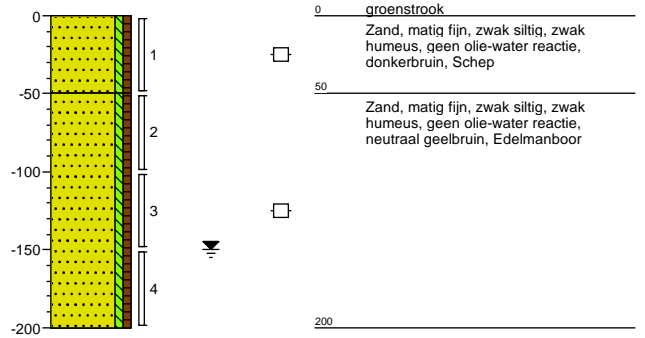 0
-50
-100
-150
-200
1
2
3
4
0
groenstrook
Zand, matig fijn, zwak siltig, zwak
humeus, geen olie-water reactie,
donkerbruin, Schep
50
Zand, matig fijn, zwak siltig, zwak
humeus, geen olie-water reactie,
neutraal geelbruin, Edelmanboor
200